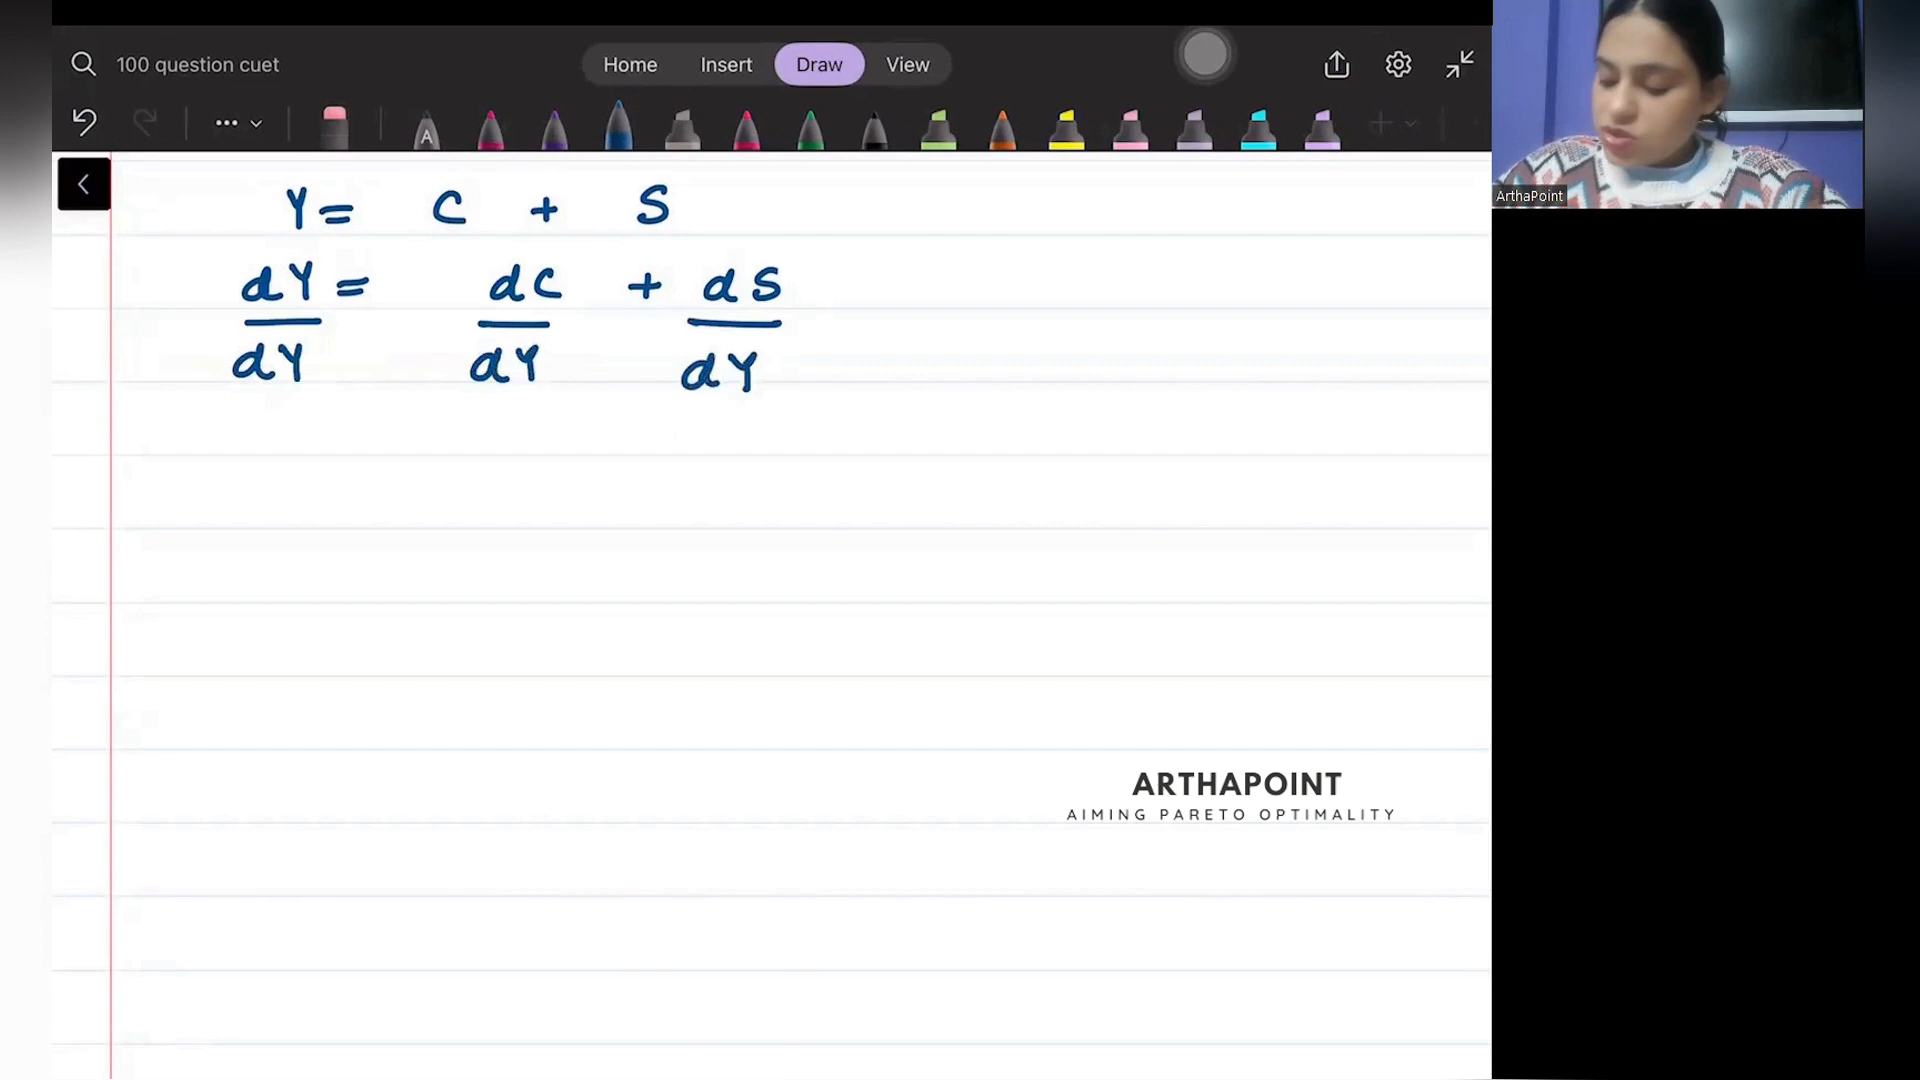 100 question cuet
Home Insert Draw View
A
Y = C + S
dY = dC + dS
dY dY dY
ArthaPoint
ARTHAPOINT
AIMING PARETO OPTIMALITY